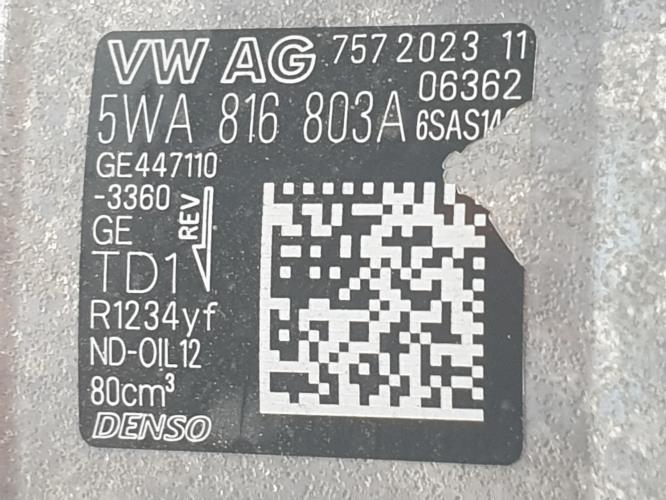 VW AG 757 2023 11
06362
5WA 816 803A
GE447110
-3360
REV
GE
TD1
R1234yf
ND-OIL12
80cm³
DENSO